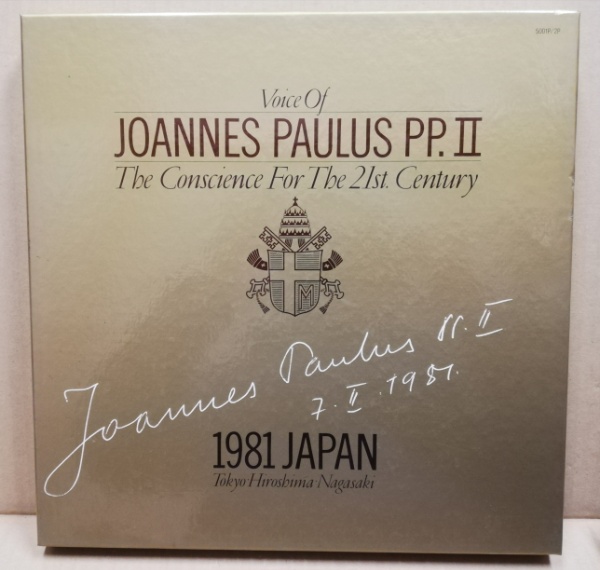 Voice Of
JOANNES PAULUS PP. II
The Conscience For The 21st. Century
M
Joannes Paulus PP. II
7. II. 1981.
1981 JAPAN
Tokyo Hiroshima Nagasaki